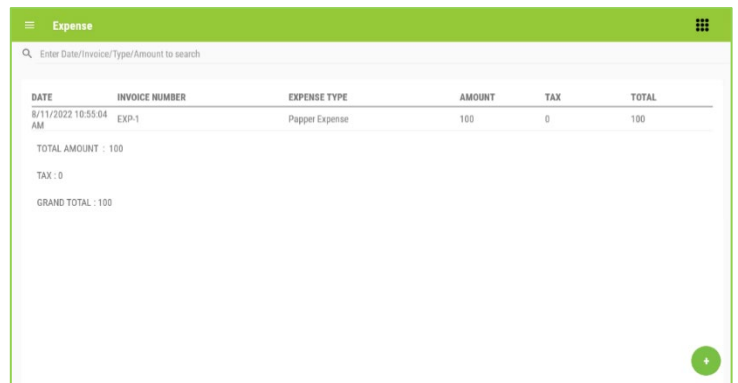 Expense
Enter Date/Invoice/Type/Amount to search
DATE INVOICE NUMBER EXPENSE TYPE AMOUNT TAX TOTAL
8/11/2022 10:55:04 AM EXP-1 Papper Expense 100 0 100
TOTAL AMOUNT : 100
TAX : 0
GRAND TOTAL : 100
+